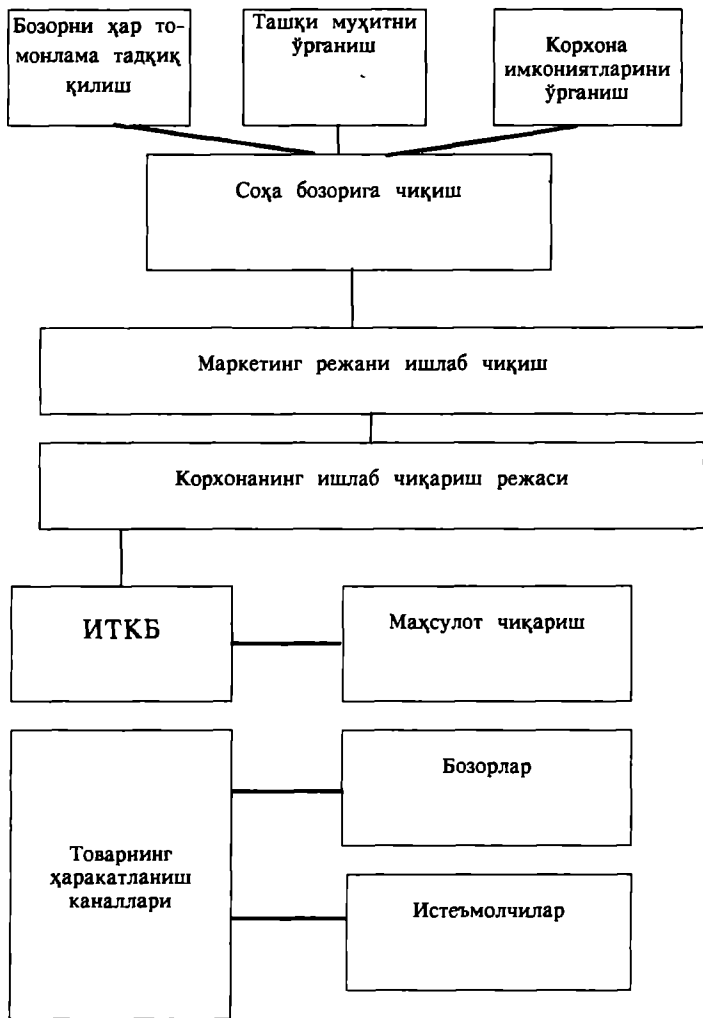 Бозорни ҳар то-
монлама тадқиқ
қилиш
Ташқи муҳитни
ўрганиш
Корхона
имкониятларини
ўрганиш
Соҳа бозорига чиқиш
Маркетинг режани ишлаб чиқиш
Корхонанинг ишлаб чиқариш режаси
ИТКБ
Маҳсулот чиқариш
Товарнинг
ҳаракатланиш
каналлари
Бозорлар
Истеъмолчилар